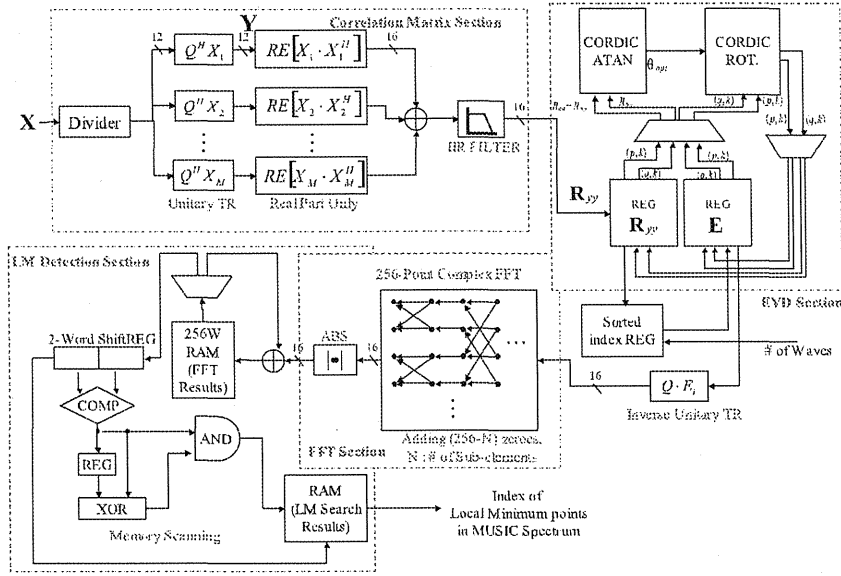 Y
Correlation Matrix Section
12
Q^H X_1
12
RE[X_1 · X_1^H]
16
X
Divider
Q^H X_2
RE[X_2 · X_2^H]
Q^H X_M
RE[X_M · X_M^H]
Unitary TR
Real Part Only
IIR FILTER
16
CORDIC
ATAN
θ_opt
CORDIC
ROT.
(p,k)
(q,k)
R_yy
REG
R_yy
REG
E
EVD Section
Sorted
index REG
# of Waves
16
Q · E_i
Inverse Unitary TR
LM Detection Section
256-Point Complex FFT
2-Word ShiftREG
256W
RAM
(FFT
Results)
16
ABS
|•|
16
COMP
REG
XOR
AND
FFT Section
Adding (256-N) zeroes,
N : # of Sub-elements
Memory Scanning
RAM
(LM Search
Results)
Index of
Local Minimum points
in MUSIC Spectrum